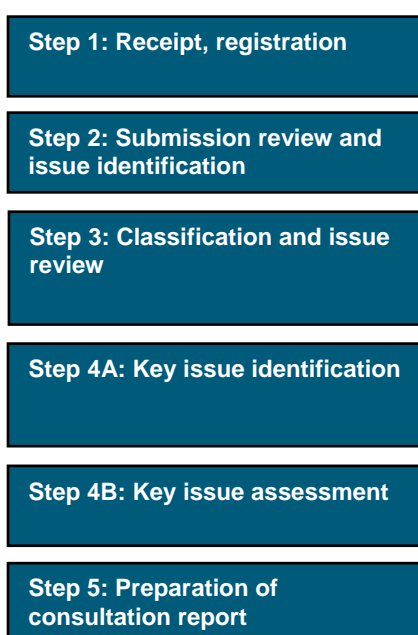 Step 1: Receipt, registration
Step 2: Submission review and
issue identification
Step 3: Classification and issue
review
Step 4A: Key issue identification
Step 4B: Key issue assessment
Step 5: Preparation of
consultation report